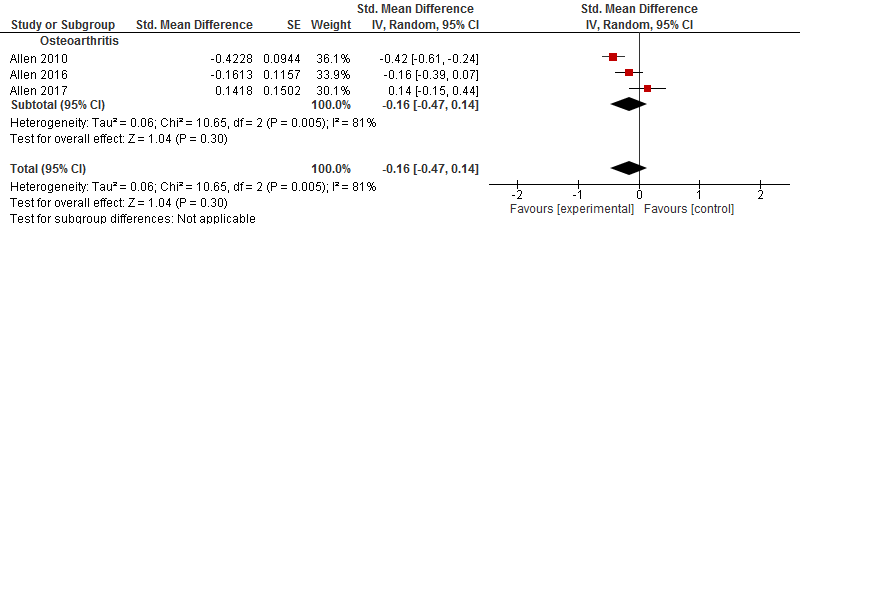 Std. Mean Difference Std. Mean Difference
Study or Subgroup Std. Mean Difference SE Weight IV, Random, 95% CI IV, Random, 95% CI
Osteoarthritis
Allen 2010 -0.4228 0.0944 36.1% -0.42 [-0.61, -0.24]
Allen 2016 -0.1613 0.1157 33.9% -0.16 [-0.39, 0.07]
Allen 2017 0.1418 0.1502 30.1% 0.14 [-0.15, 0.44]
Subtotal (95% CI) 100.0% -0.16 [-0.47, 0.14]
Heterogeneity: Tau² = 0.06; Chi² = 10.65, df = 2 (P = 0.005); I² = 81%
Test for overall effect: Z = 1.04 (P = 0.30)
Total (95% CI) 100.0% -0.16 [-0.47, 0.14]
Heterogeneity: Tau² = 0.06; Chi² = 10.65, df = 2 (P = 0.005); I² = 81%
-2 -1 0 1 2
Test for overall effect: Z = 1.04 (P = 0.30)
Favours [experimental] Favours [control]
Test for subgroup differences: Not applicable